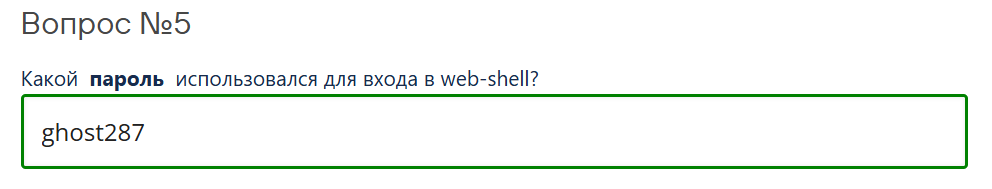 Вопрос №5
Какой пароль использовался для входа в web-shell?
ghost287